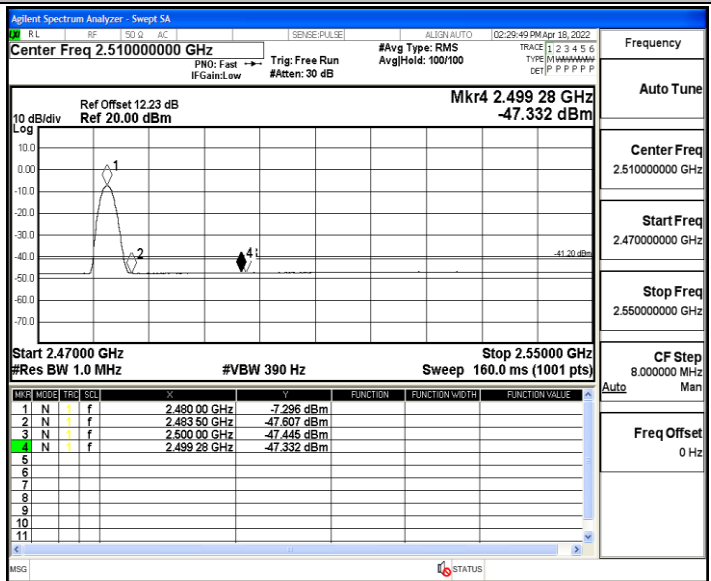 Agilent Spectrum Analyzer - Swept SA
RL RF 50 Ω AC SENSE:PULSE ALIGN AUTO 02:29:49 PM Apr 18, 2022
Center Freq 2.510000000 GHz
PNO: Fast
IFGain:Low
Trig: Free Run
#Atten: 30 dB
#Avg Type: RMS
Avg|Hold: 100/100
TRACE 1 2 3 4 5 6
TYPE M W W W W W
DET P P P P P P
Frequency
Auto Tune
Center Freq
2.510000000 GHz
Start Freq
2.470000000 GHz
Stop Freq
2.550000000 GHz
CF Step
8.000000 MHz
Auto Man
Freq Offset
0 Hz
Mkr4 2.499 28 GHz
-47.332 dBm
Ref Offset 12.23 dB
10 dB/div Ref 20.00 dBm
Log
10.0
0.00
-10.0
-20.0
-30.0
-40.0
-50.0
-60.0
-70.0
1
2
4
-41.20 dBm
Start 2.47000 GHz Stop 2.55000 GHz
#Res BW 1.0 MHz #VBW 390 Hz Sweep 160.0 ms (1001 pts)
MKR MODE TRC SCL X Y FUNCTION FUNCTION WIDTH FUNCTION VALUE
1 N 1 f 2.480 00 GHz -7.296 dBm
2 N 1 f 2.483 50 GHz -47.607 dBm
3 N 1 f 2.500 00 GHz -47.445 dBm
4 N 1 f 2.499 28 GHz -47.332 dBm
5
6
7
8
9
10
11
MSG STATUS